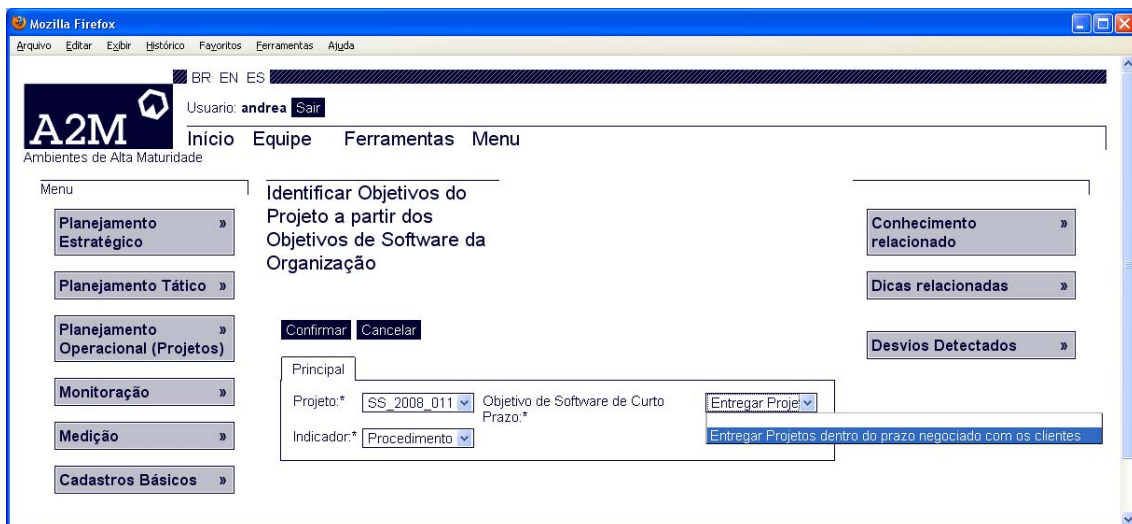 Mozilla Firefox
Arquivo Editar Exibir Histórico Favoritos Ferramentas Ajuda
BR EN ES
Usuario: andrea Sair
A2M
Início Equipe Ferramentas Menu
Ambientes de Alta Maturidade
Menu
Planejamento »
Estratégico
Planejamento Tático »
Planejamento »
Operacional (Projetos)
Monitoração »
Medição »
Cadastros Básicos »
Identificar Objetivos do
Projeto a partir dos
Objetivos de Software da
Organização
Confirmar Cancelar
Principal
Projeto:* SS_2008_011 Objetivo de Software de Curto Entregar Proje
Prazo:*
Indicador:* Procedimento
Entregar Projetos dentro do prazo negociado com os clientes
Conhecimento »
relacionado
Dicas relacionadas »
Desvios Detectados »